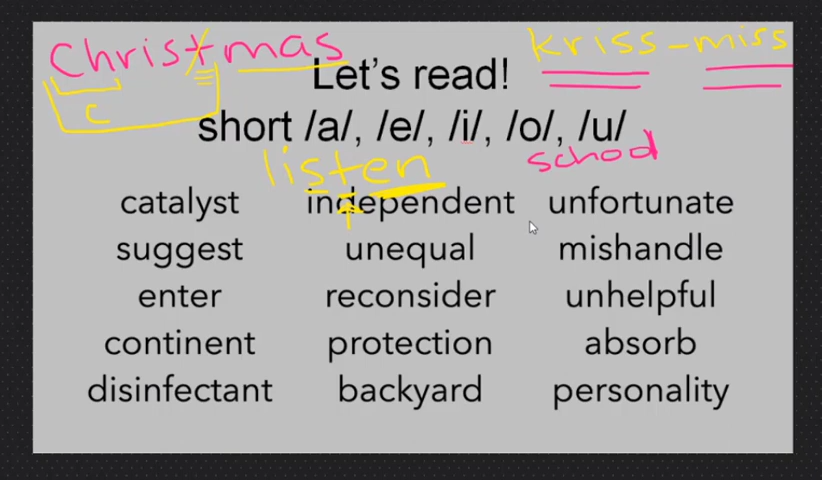 Christmas kriss-miss
Let's read!
c
short /a/, /e/, /i/, /o/, /u/
listen school
catalyst independent unfortunate
suggest unequal mishandle
enter reconsider unhelpful
continent protection absorb
disinfectant backyard personality